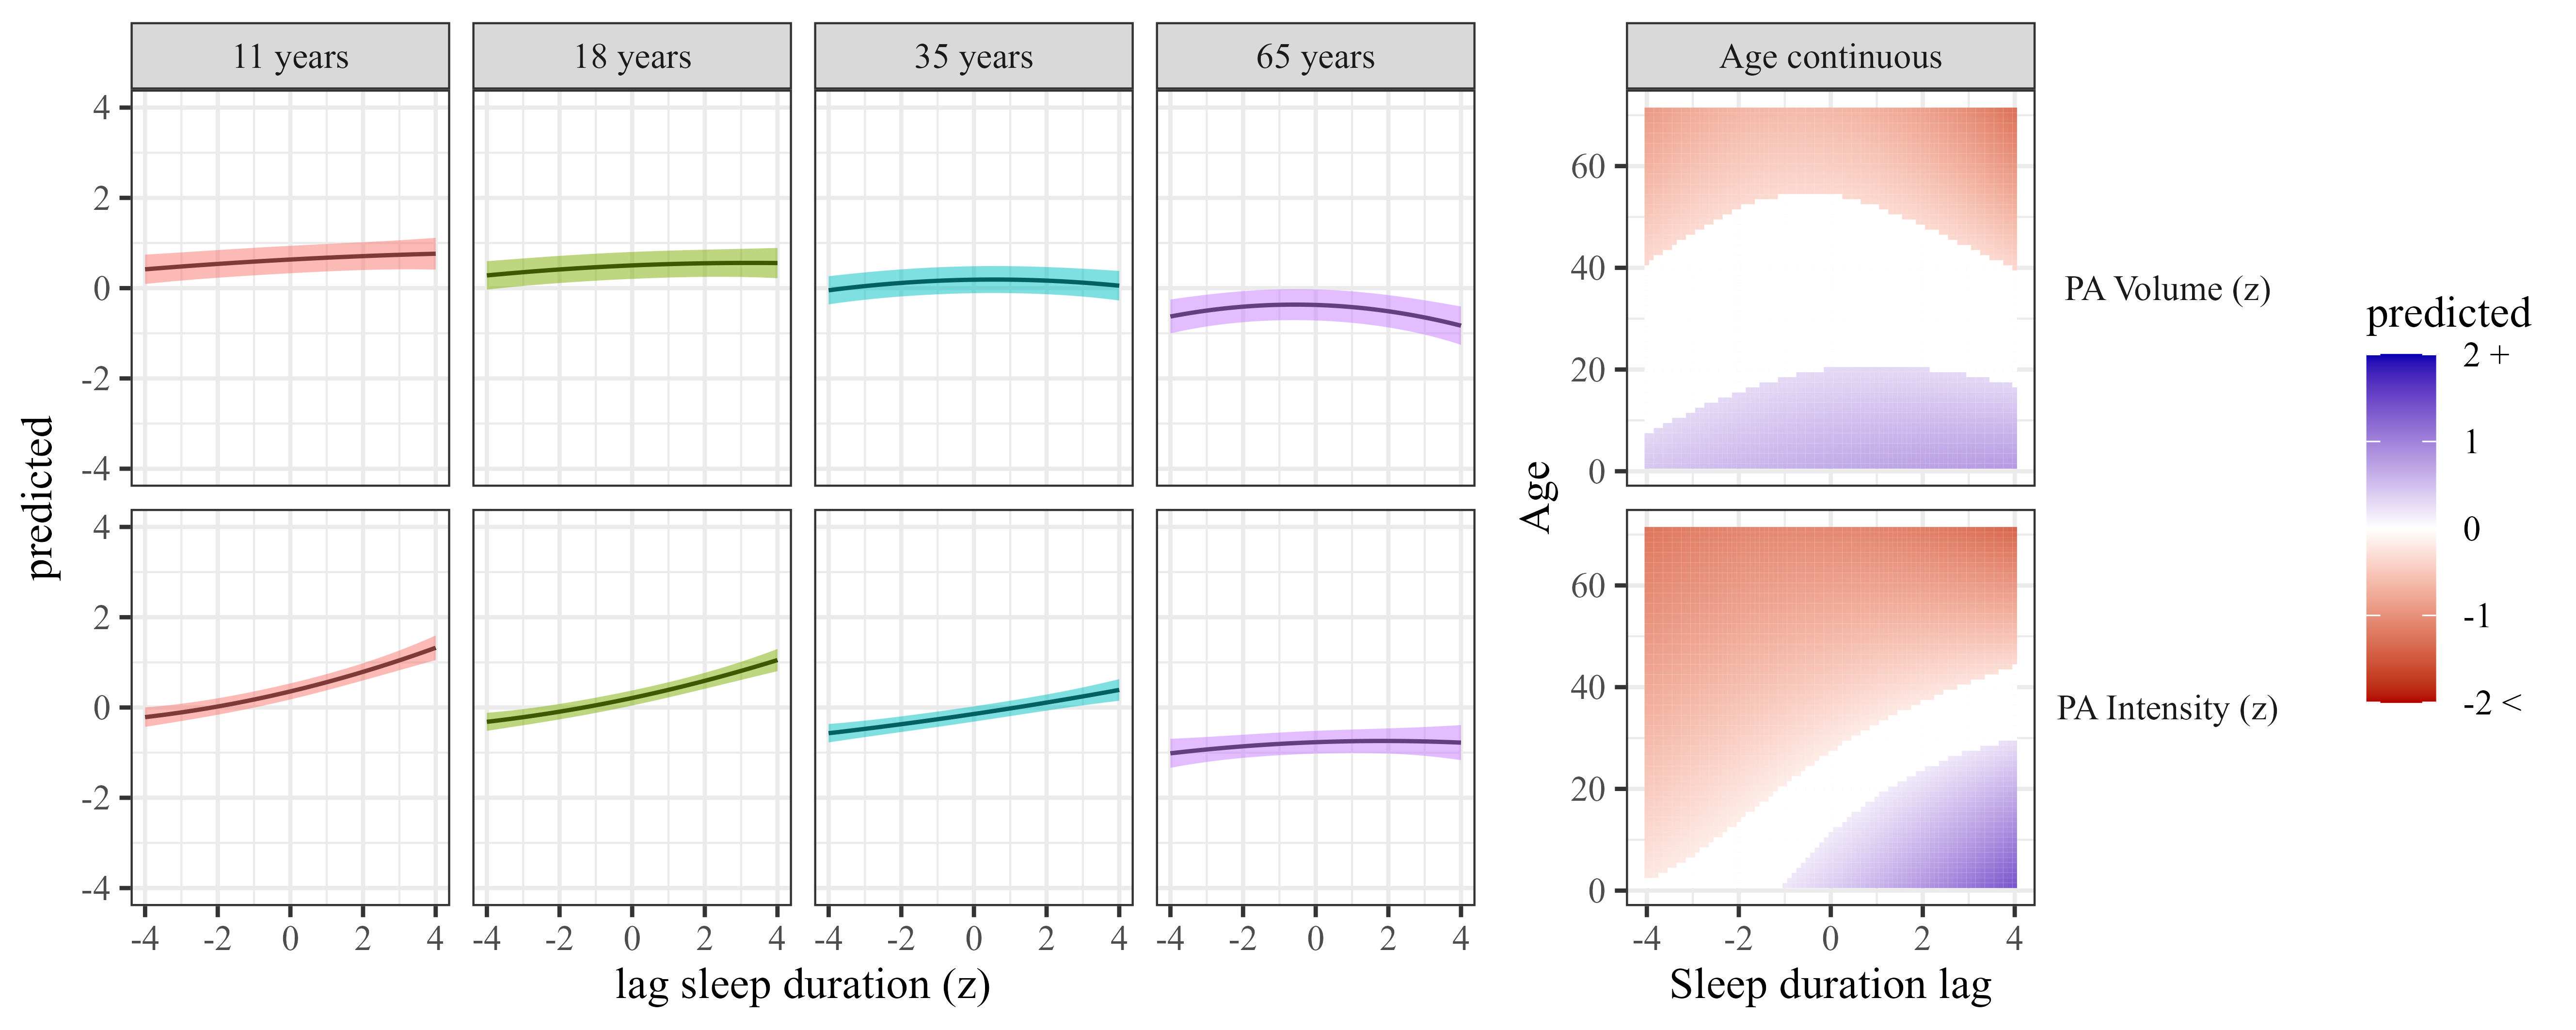 11 years
18 years
35 years
65 years
Age continuous
4
2
0
-2
-4
60
40
20
0
PA Volume (z)
predicted
2 +
1
0
-1
-2 <
predicted
Age
4
2
0
-2
-4
60
40
20
0
PA Intensity (z)
-4 -2 0 2 4
-4 -2 0 2 4
-4 -2 0 2 4
-4 -2 0 2 4
-4 -2 0 2 4
lag sleep duration (z)
Sleep duration lag